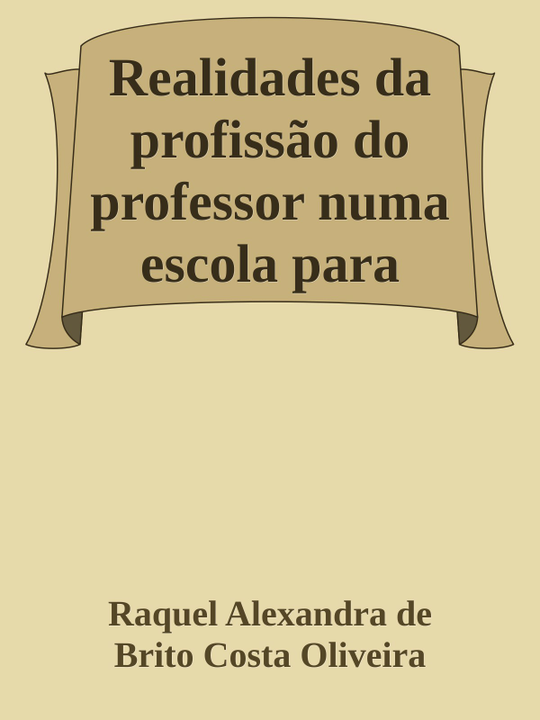 Realidades da
profissão do
professor numa
escola para
Raquel Alexandra de
Brito Costa Oliveira